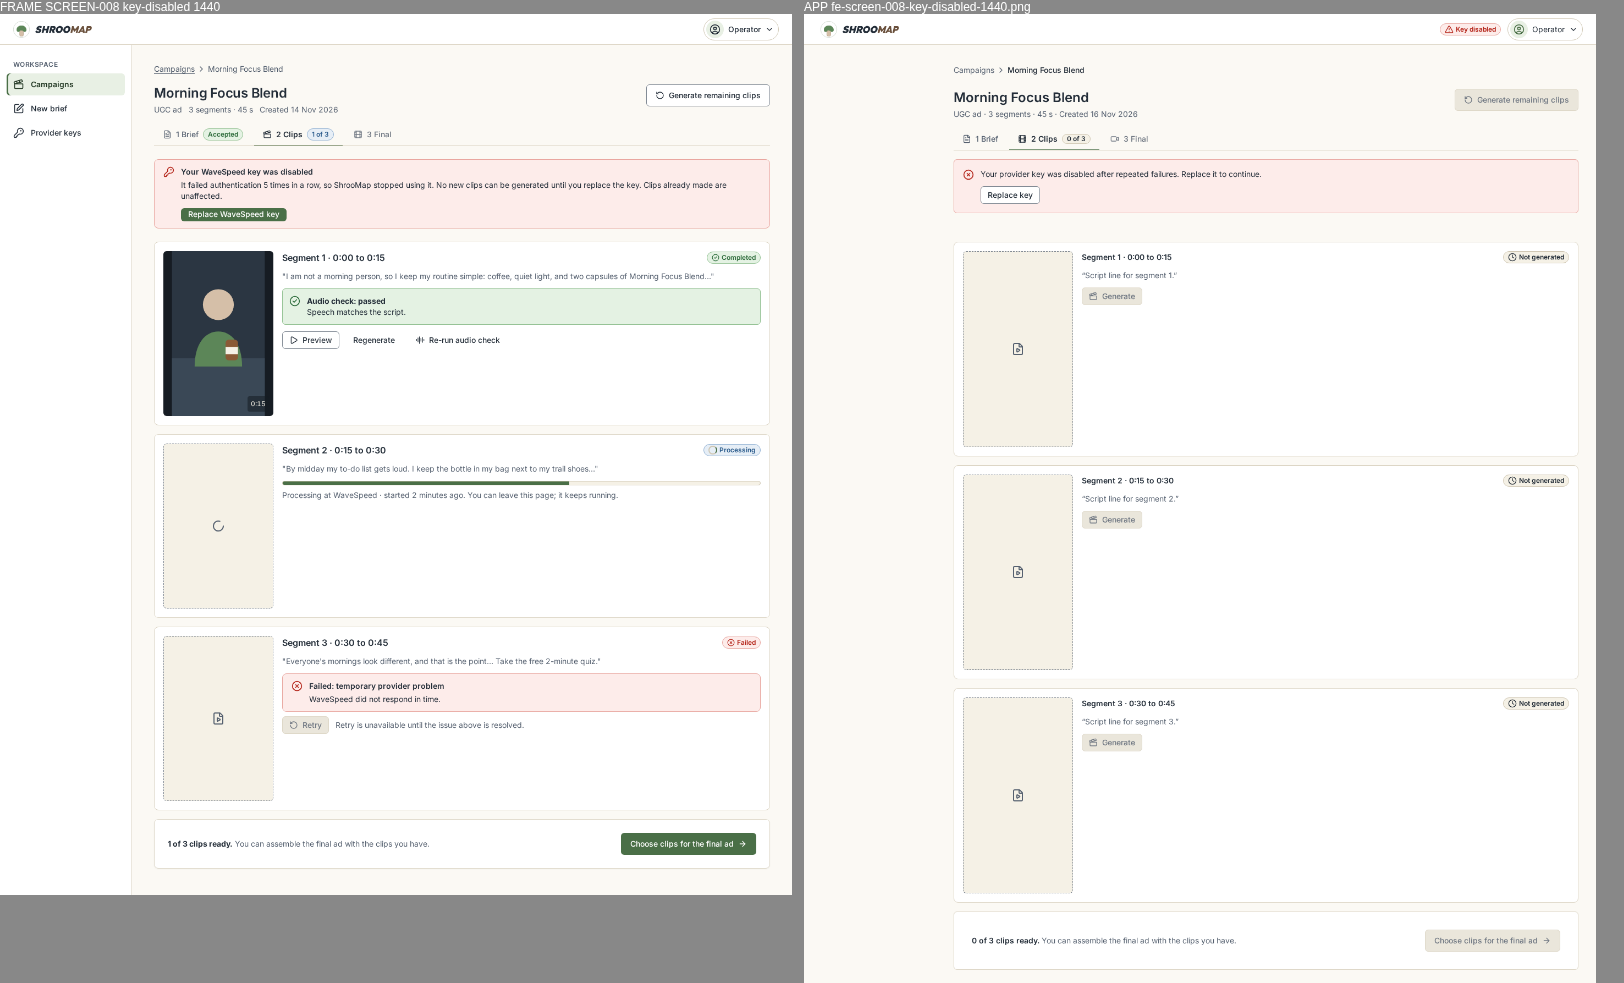 FRAME SCREEN-008 key-disabled 1440
SHROOMAP
Operator
WORKSPACE
Campaigns
New brief
Provider keys
Campaigns > Morning Focus Blend
Morning Focus Blend
UGC ad 3 segments · 45 s Created 14 Nov 2026
Generate remaining clips
1 Brief Accepted 2 Clips 1 of 3 3 Final
Your WaveSpeed key was disabled
It failed authentication 5 times in a row, so ShrooMap stopped using it. No new clips can be generated until you replace the key. Clips already made are
unaffected.
Replace WaveSpeed key
Segment 1 · 0:00 to 0:15
Completed
"I am not a morning person, so I keep my routine simple: coffee, quiet light, and two capsules of Morning Focus Blend..."
Audio check: passed
Speech matches the script.
Preview Regenerate Re-run audio check
0:15
Segment 2 · 0:15 to 0:30
Processing
"By midday my to-do list gets loud. I keep the bottle in my bag next to my trail shoes..."
Processing at WaveSpeed · started 2 minutes ago. You can leave this page; it keeps running.
Segment 3 · 0:30 to 0:45
Failed
"Everyone's mornings look different, and that is the point... Take the free 2-minute quiz."
Failed: temporary provider problem
WaveSpeed did not respond in time.
Retry Retry is unavailable until the issue above is resolved.
1 of 3 clips ready. You can assemble the final ad with the clips you have.
Choose clips for the final ad →
APP fe-screen-008-key-disabled-1440.png
SHROOMAP
Key disabled
Operator
Campaigns > Morning Focus Blend
Morning Focus Blend
UGC ad · 3 segments · 45 s · Created 16 Nov 2026
Generate remaining clips
1 Brief 2 Clips 0 of 3 3 Final
Your provider key was disabled after repeated failures. Replace it to continue.
Replace key
Segment 1 · 0:00 to 0:15
Not generated
“Script line for segment 1.”
Generate
Segment 2 · 0:15 to 0:30
Not generated
“Script line for segment 2.”
Generate
Segment 3 · 0:30 to 0:45
Not generated
“Script line for segment 3.”
Generate
0 of 3 clips ready. You can assemble the final ad with the clips you have.
Choose clips for the final ad →